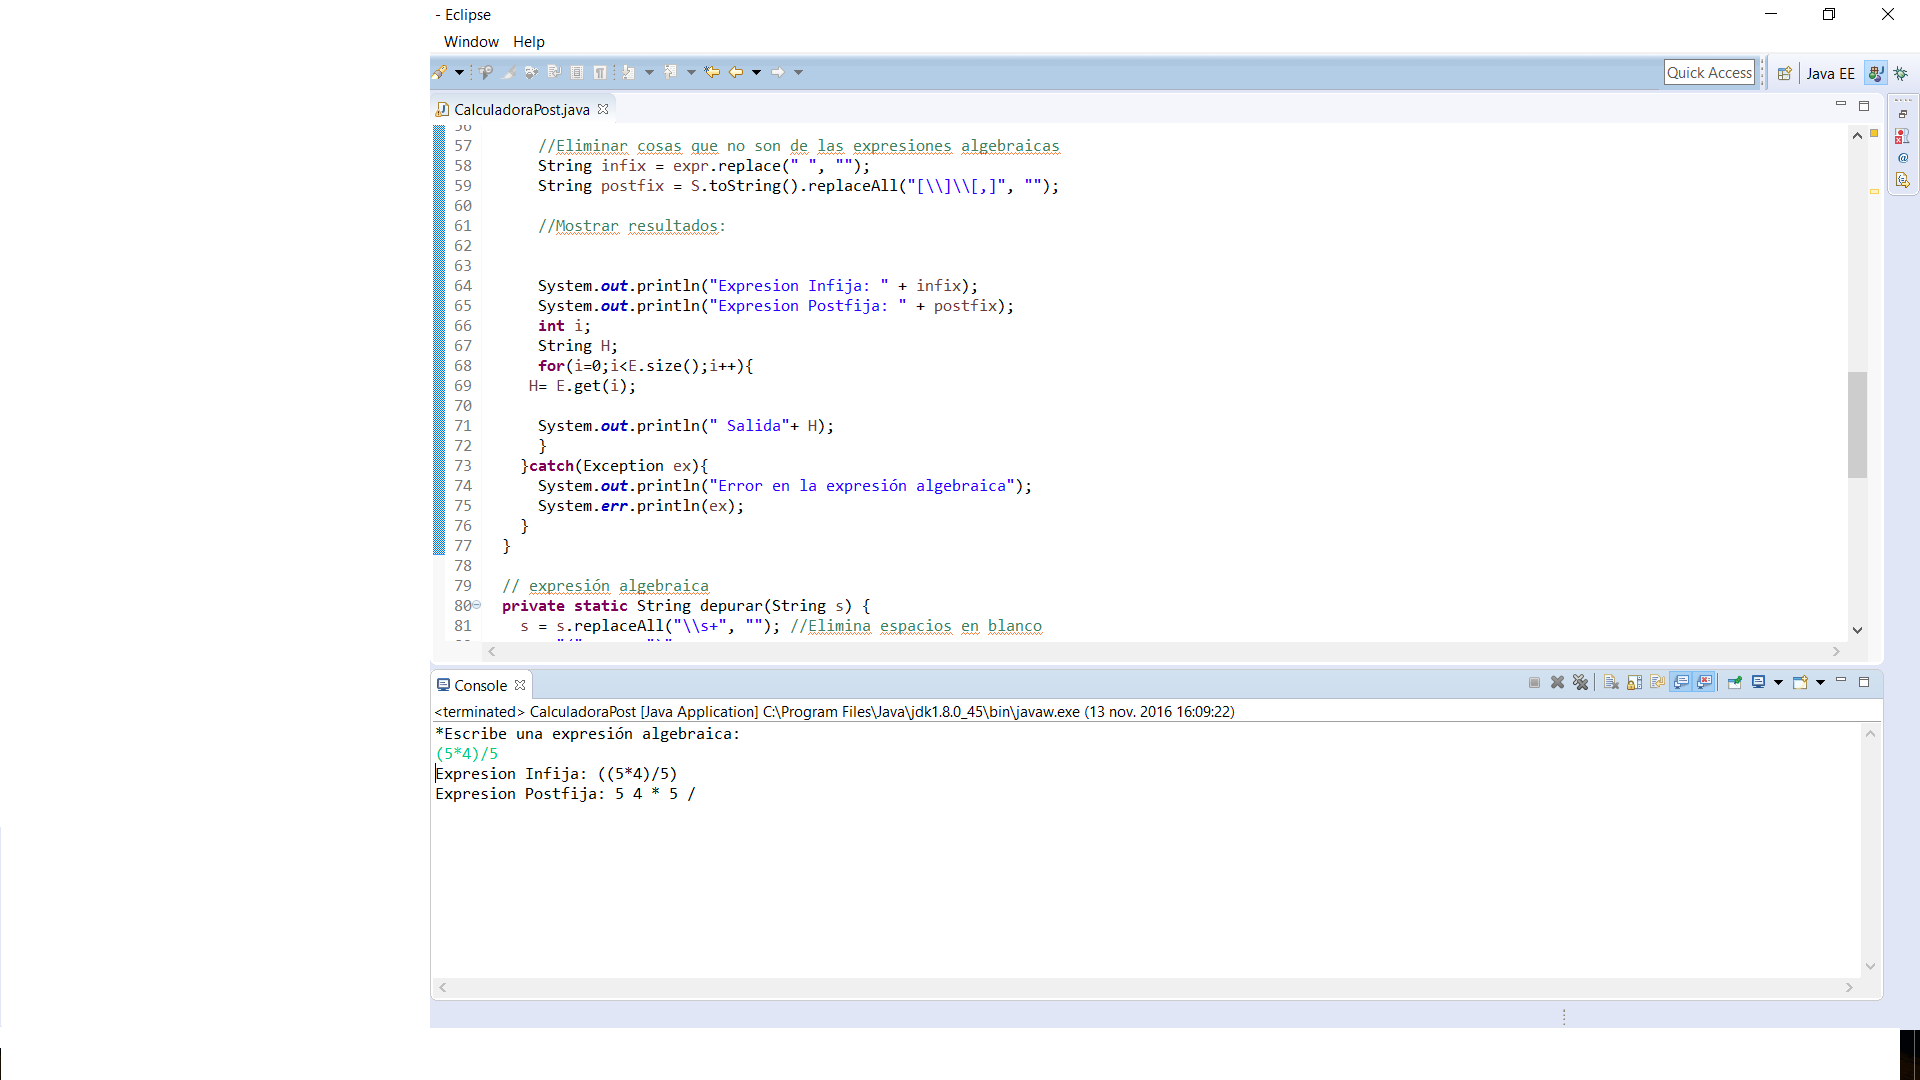 - Eclipse
Window Help
Quick Access
Java EE
CalculadoraPost.java
56
57 //Eliminar cosas que no son de las expresiones algebraicas
58 String infix = expr.replace(" ", "");
59 String postfix = S.toString().replaceAll("[\\]\\[,]", "");
60
61 //Mostrar resultados:
62
63
64 System.out.println("Expresion Infija: " + infix);
65 System.out.println("Expresion Postfija: " + postfix);
66 int i;
67 String H;
68 for(i=0;i<E.size();i++){
69 H= E.get(i);
70
71 System.out.println(" Salida"+ H);
72 }
73 }catch(Exception ex){
74 System.out.println("Error en la expresión algebraica");
75 System.err.println(ex);
76 }
77 }
78
79 // expresión algebraica
80 private static String depurar(String s) {
81 s = s.replaceAll("\\s+", ""); //Elimina espacios en blanco
Console
<terminated> CalculadoraPost [Java Application] C:\Program Files\Java\jdk1.8.0_45\bin\javaw.exe (13 nov. 2016 16:09:22)
*Escribe una expresión algebraica:
(5*4)/5
Expresion Infija: ((5*4)/5)
Expresion Postfija: 5 4 * 5 /